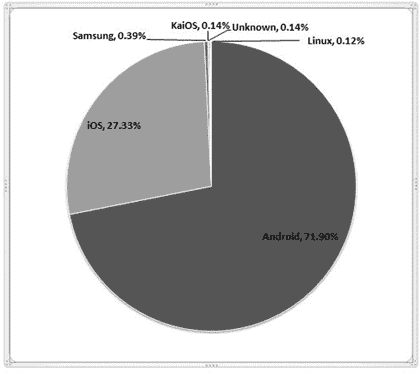 KaiOS, 0.14%
Unknown, 0.14%
Samsung, 0.39%
Linux, 0.12%
iOS, 27.33%
Android, 71.90%